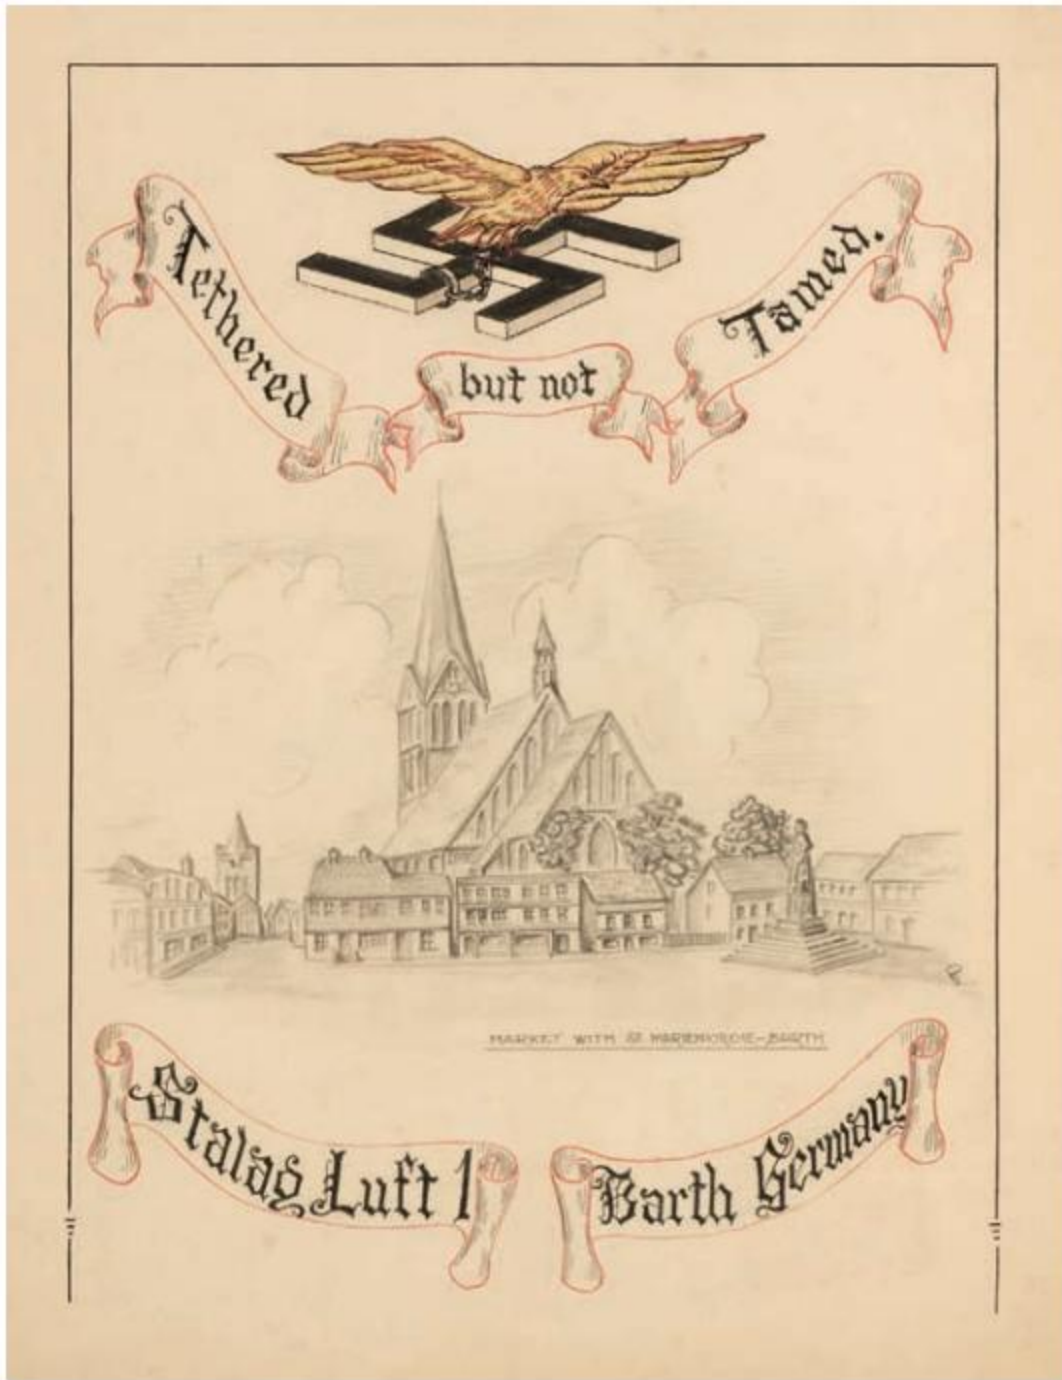 Tethered
but not
Tamed.
MARKET WITH ST MARIENKIRCHE-BARTH
Stalag Luft 1
Barth Germany